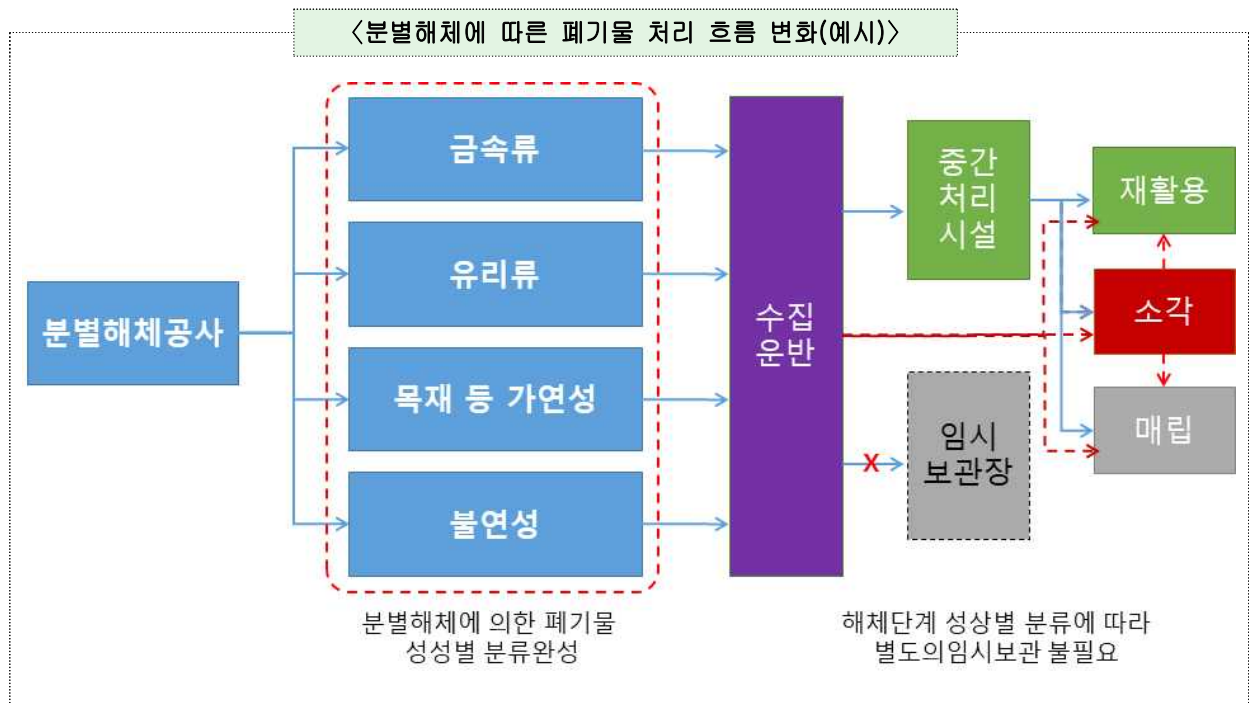 <분별해체에 따른 폐기물 처리 흐름 변화(예시)>
분별해체공사
금속류
유리류
목재 등 가연성
불연성
수집
운반
중간
처리
시설
임시
보관장
X
재활용
소각
매립
분별해체에 의한 폐기물
성성별 분류완성
해체단계 성상별 분류에 따라
별도의임시보관 불필요